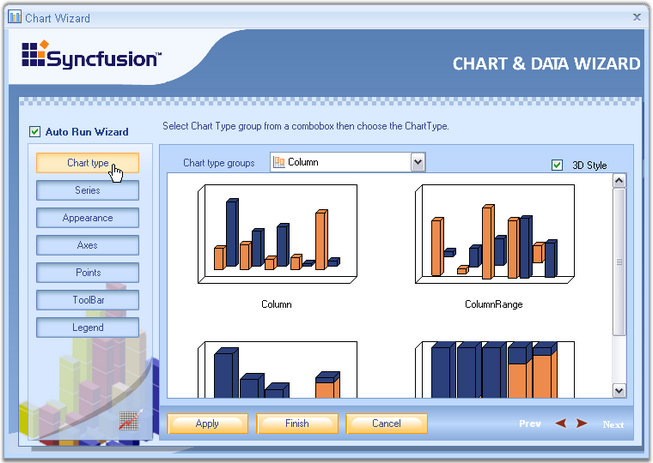 Chart Wizard
Syncfusion™
CHART & DATA WIZARD
Auto Run Wizard
Select Chart Type group from a combobox then choose the ChartType.
Chart type
Series
Appearance
Axes
Points
ToolBar
Legend
Chart type groups
Column
3D Style
Column
ColumnRange
Apply
Finish
Cancel
Prev
Next